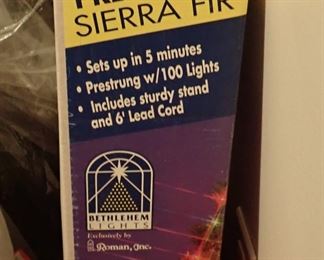 SIERRA FIR
• Sets up in 5 minutes
• Prestrung w/100 Lights
• Includes sturdy stand
and 6' Lead Cord
BETHLEHEM
LIGHTS
Exclusively by
Roman, Inc.